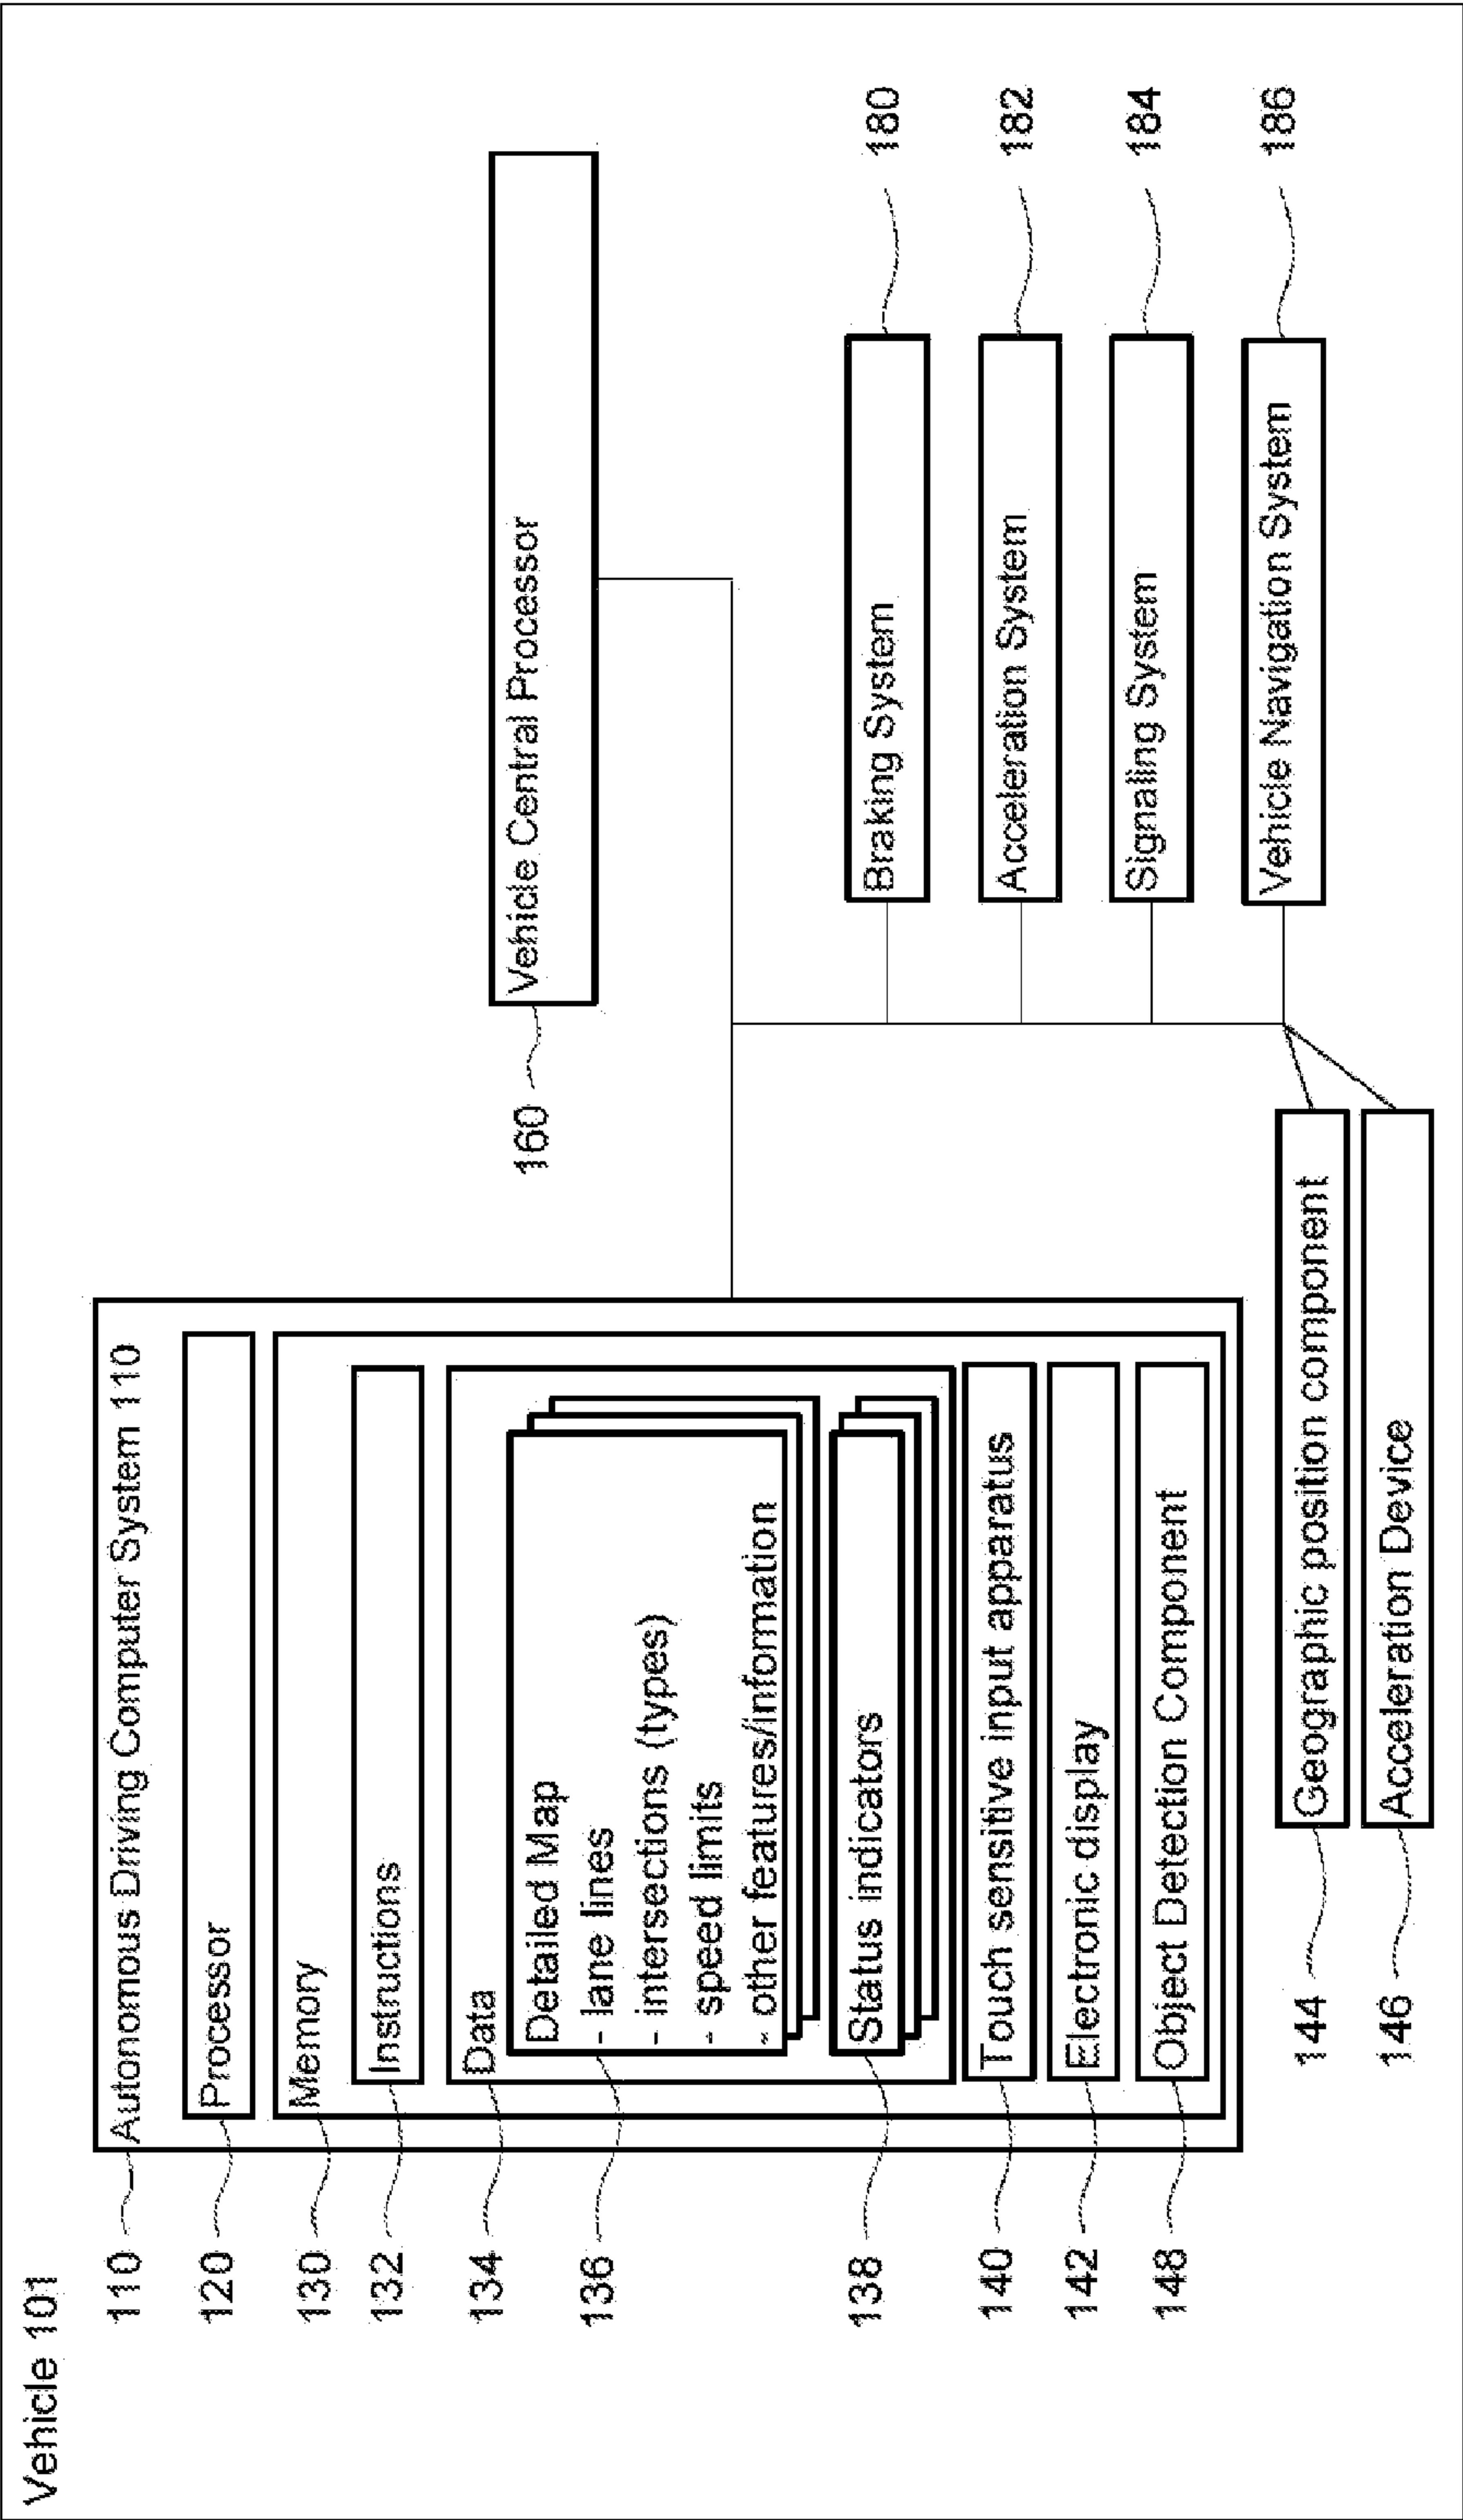 Vehicle 101
110
Autonomous Driving Computer System 110
120
Processor
130
Memory
132
Instructions
134
Data
136
Detailed Map
- lane lines
- intersections (types)
- speed limits
- other features/information
138
Status indicators
140
Touch sensitive input apparatus
142
Electronic display
148
Object Detection Component
144
Geographic position component
146
Acceleration Device
160
Vehicle Central Processor
Braking System
180
Acceleration System
182
Signaling System
184
Vehicle Navigation System
186